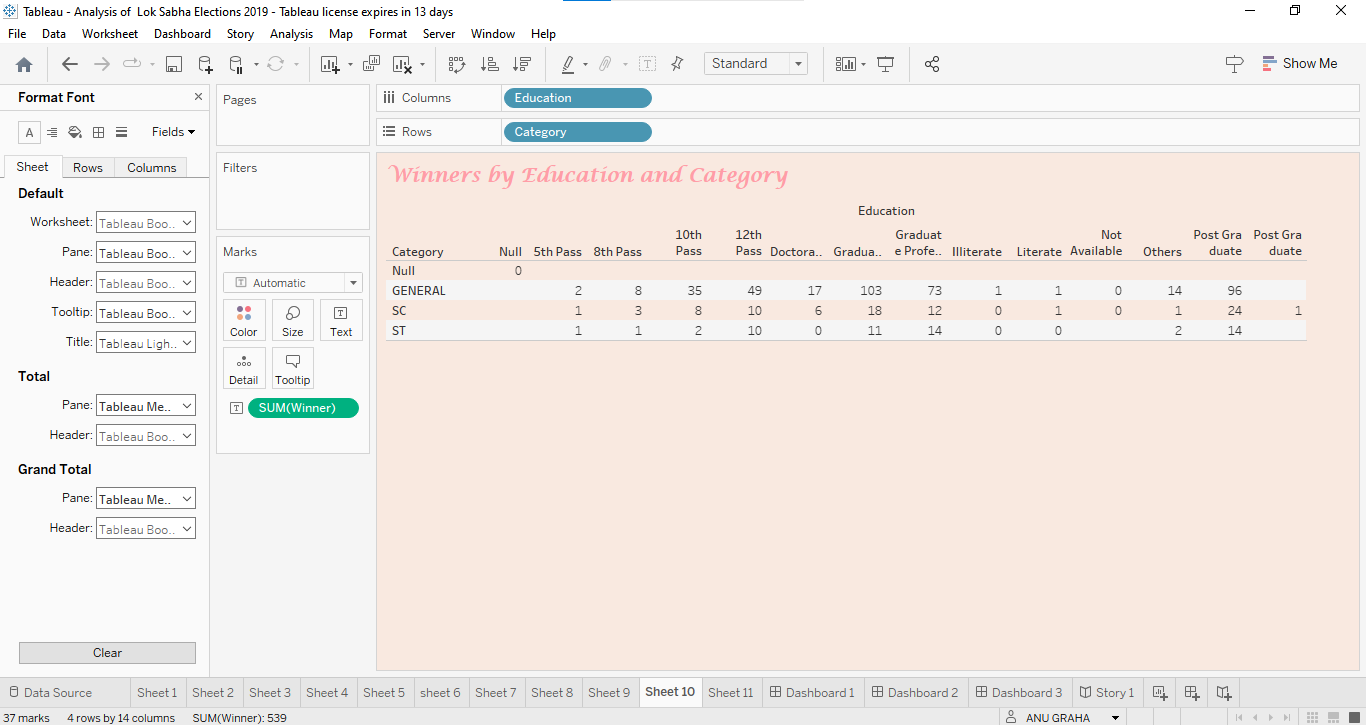 Tableau - Analysis of  Lok Sabha Elections 2019 - Tableau license expires in 13 days
File Data Worksheet Dashboard Story Analysis Map Format Server Window Help
Standard Show Me
Format Font
Fields
Sheet Rows Columns
Default
Worksheet: Tableau Boo..
Pane: Tableau Boo..
Header: Tableau Boo..
Tooltip: Tableau Boo..
Title: Tableau Ligh..
Total
Pane: Tableau Me..
Header: Tableau Boo..
Grand Total
Pane: Tableau Me..
Header: Tableau Boo..
Clear
Pages
Filters
Marks
Automatic
Color Size Text
Detail Tooltip
SUM(Winner)
Columns Education
Rows Category
Winners by Education and Category
Education
10th 12th Graduat Not Post Gra Post Gra
Category Null 5th Pass 8th Pass Pass Pass Doctora.. Gradua.. e Profe.. Illiterate Literate Available Others duate duate
Null 0
GENERAL 2 8 35 49 17 103 73 1 1 0 14 96
SC 1 3 8 10 6 18 12 0 1 0 1 24 1
ST 1 1 2 10 0 11 14 0 0 2 14
Data Source Sheet 1 Sheet 2 Sheet 3 Sheet 4 Sheet 5 sheet 6 Sheet 7 Sheet 8 Sheet 9 Sheet 10 Sheet 11 Dashboard 1 Dashboard 2 Dashboard 3 Story 1
37 marks 4 rows by 14 columns SUM(Winner): 539 ANU GRAHA